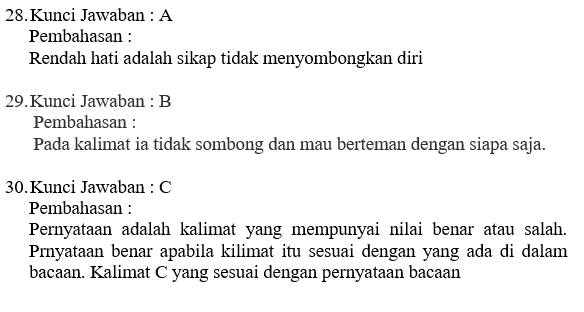 28. Kunci Jawaban : A
Pembahasan :
Rendah hati adalah sikap tidak menyombongkan diri
29. Kunci Jawaban : B
Pembahasan :
Pada kalimat ia tidak sombong dan mau berteman dengan siapa saja.
30. Kunci Jawaban : C
Pembahasan :
Pernyataan adalah kalimat yang mempunyai nilai benar atau salah.
Prnyataan benar apabila kilimat itu sesuai dengan yang ada di dalam
bacaan. Kalimat C yang sesuai dengan pernyataan bacaan